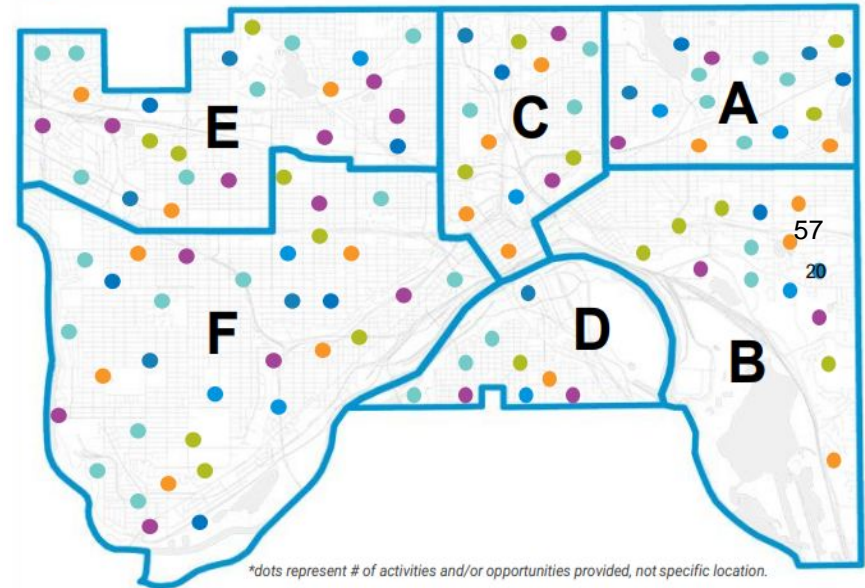 C
A
E
57
20
F
D
B
*dots represent # of activities and/or opportunities provided, not specific location.